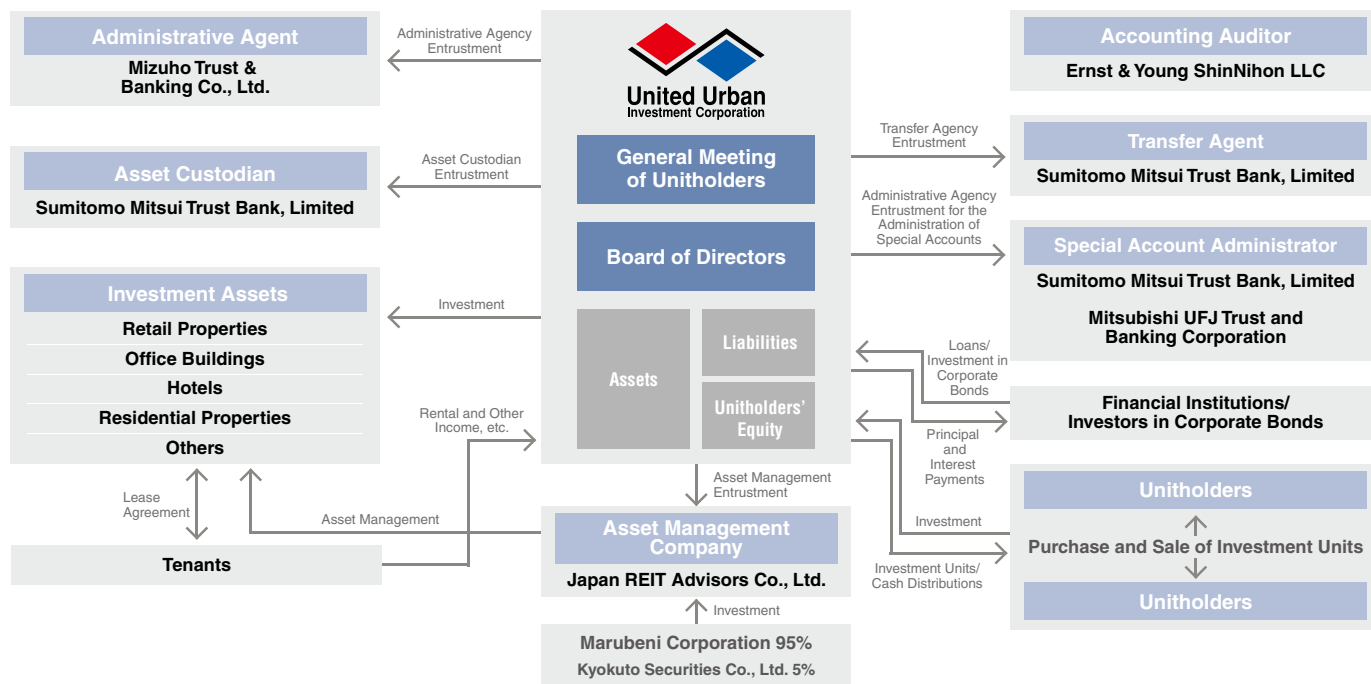 Administrative Agent
Mizuho Trust &
Banking Co., Ltd.
Administrative Agency
Entrustment
Asset Custodian
Sumitomo Mitsui Trust Bank, Limited
Asset Custodian
Entrustment
Investment Assets
Retail Properties
Office Buildings
Hotels
Residential Properties
Others
Investment
Rental and Other
Income, etc.
Lease
Agreement
Asset Management
Tenants
United Urban
Investment Corporation
General Meeting
of Unitholders
Board of Directors
Assets
Liabilities
Unitholders'
Equity
Asset Management
Entrustment
Asset Management
Company
Japan REIT Advisors Co., Ltd.
Investment
Marubeni Corporation 95%
Kyokuto Securities Co., Ltd. 5%
Accounting Auditor
Ernst & Young ShinNihon LLC
Transfer Agency
Entrustment
Transfer Agent
Sumitomo Mitsui Trust Bank, Limited
Administrative Agency
Entrustment for the
Administration of
Special Accounts
Special Account Administrator
Sumitomo Mitsui Trust Bank, Limited
Mitsubishi UFJ Trust and
Banking Corporation
Loans/
Investment in
Corporate
Bonds
Financial Institutions/
Investors in Corporate Bonds
Principal
and
Interest
Payments
Investment
Investment Units/
Cash Distributions
Unitholders
Purchase and Sale of Investment Units
Unitholders